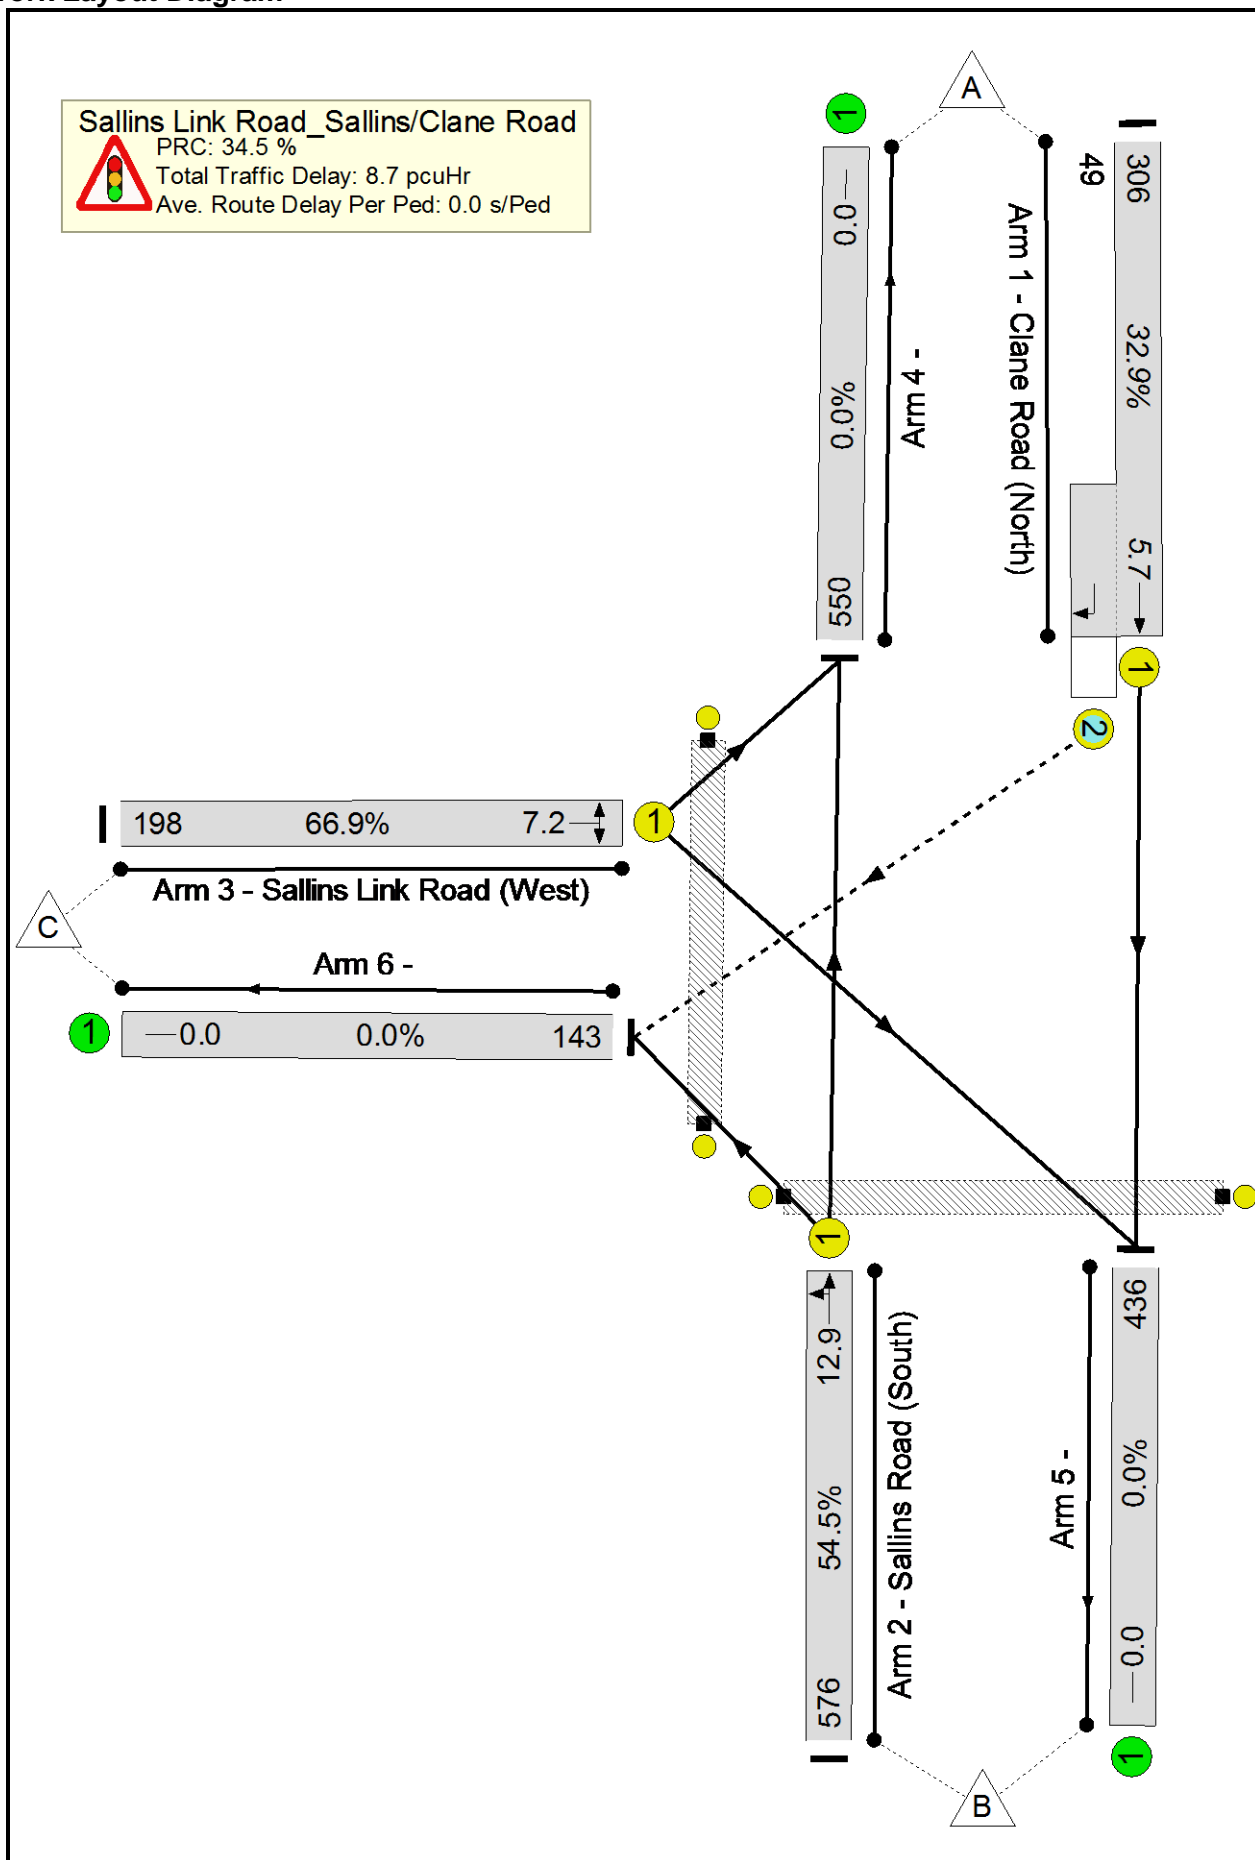 Sallins Link Road_Sallins/Clane Road
PRC: 34.5 %
Total Traffic Delay: 8.7 pcuHr
Ave. Route Delay Per Ped: 0.0 s/Ped
A
1
0.0
0.0%
550
Arm 4 -
Arm 1 - Clane Road (North)
49
306
32.9%
5.7
1
2
198
66.9%
7.2
1
Arm 3 - Sallins Link Road (West)
C
Arm 6 -
1
0.0
0.0%
143
1
12.9
54.5%
576
Arm 2 - Sallins Road (South)
Arm 5 -
436
0.0%
0.0
1
B